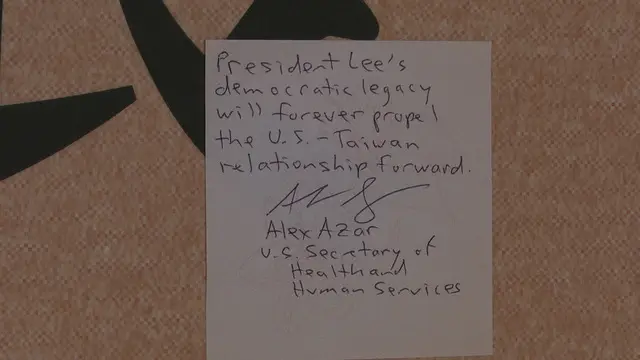 President Lee's
democratic legacy
will forever propel
the U.S.-Taiwan
relationship forward.
Alex Azar
U.S. Secretary of
Health and
Human Services